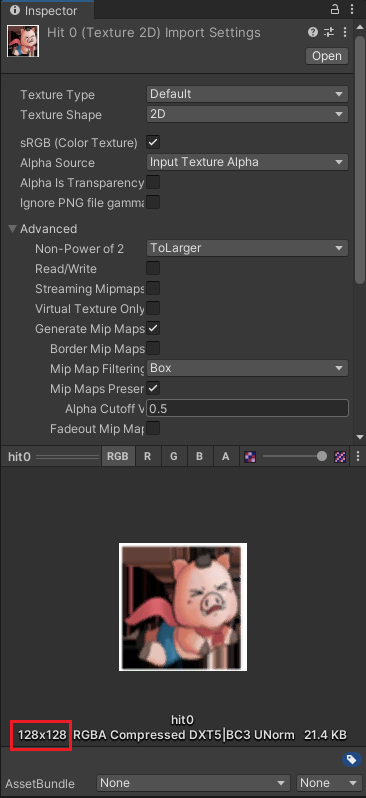 Inspector
Hit 0 (Texture 2D) Import Settings
Open
Texture Type Default
Texture Shape 2D
sRGB (Color Texture)
Alpha Source Input Texture Alpha
Alpha Is Transparency
Ignore PNG file gamma
Advanced
Non-Power of 2 ToLarger
Read/Write
Streaming Mipmaps
Virtual Texture Only
Generate Mip Maps
Border Mip Maps
Mip Map Filtering Box
Mip Maps Preser
Alpha Cutoff V 0.5
Fadeout Mip Map
hit0 RGB R G B A
hit0
128x128 RGBA Compressed DXT5|BC3 UNorm 21.4 KB
AssetBundle None None